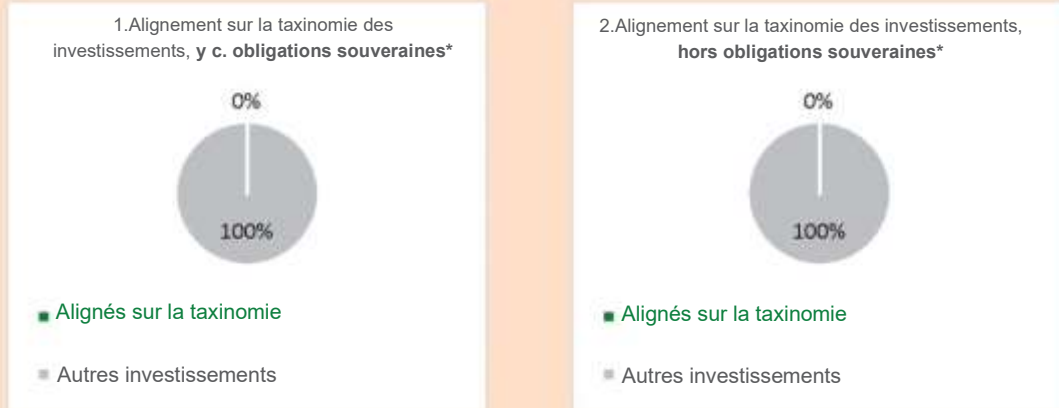 1.Alignement sur la taxinomie des
investissements, y c. obligations souveraines*
0%
100%
Alignés sur la taxinomie
Autres investissements
2.Alignement sur la taxinomie des investissements,
hors obligations souveraines*
0%
100%
Alignés sur la taxinomie
Autres investissements